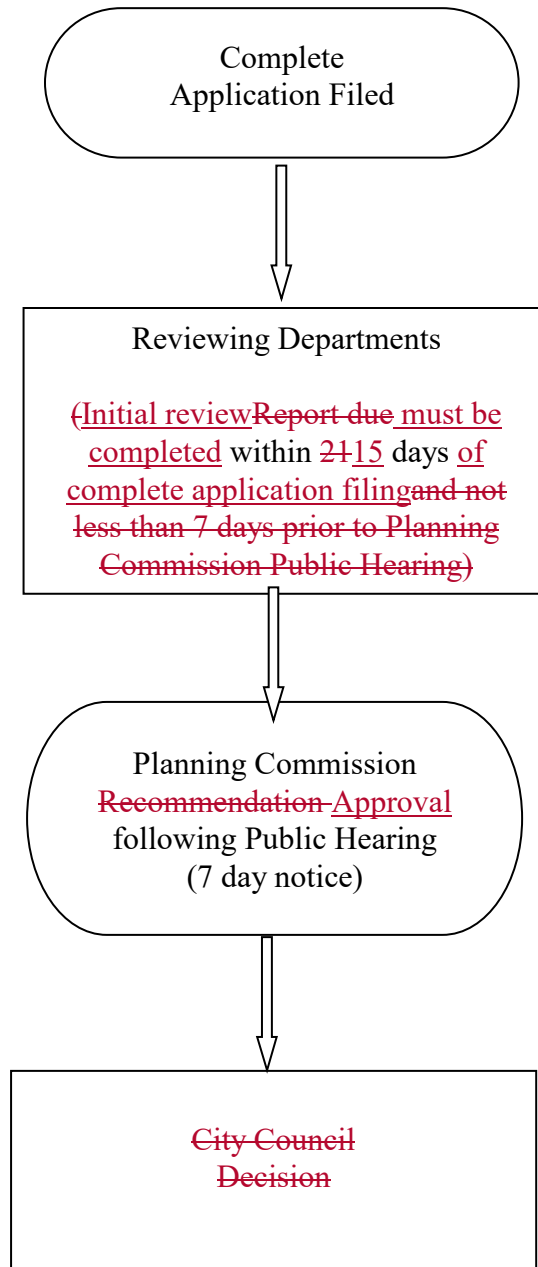 Complete
Application Filed
Reviewing Departments
(Initial reviewReport due must be
completed within 2115 days of
complete application filingand not
less than 7 days prior to Planning
Commission Public Hearing)
Planning Commission
Recommendation Approval
following Public Hearing
(7 day notice)
City Council
Decision